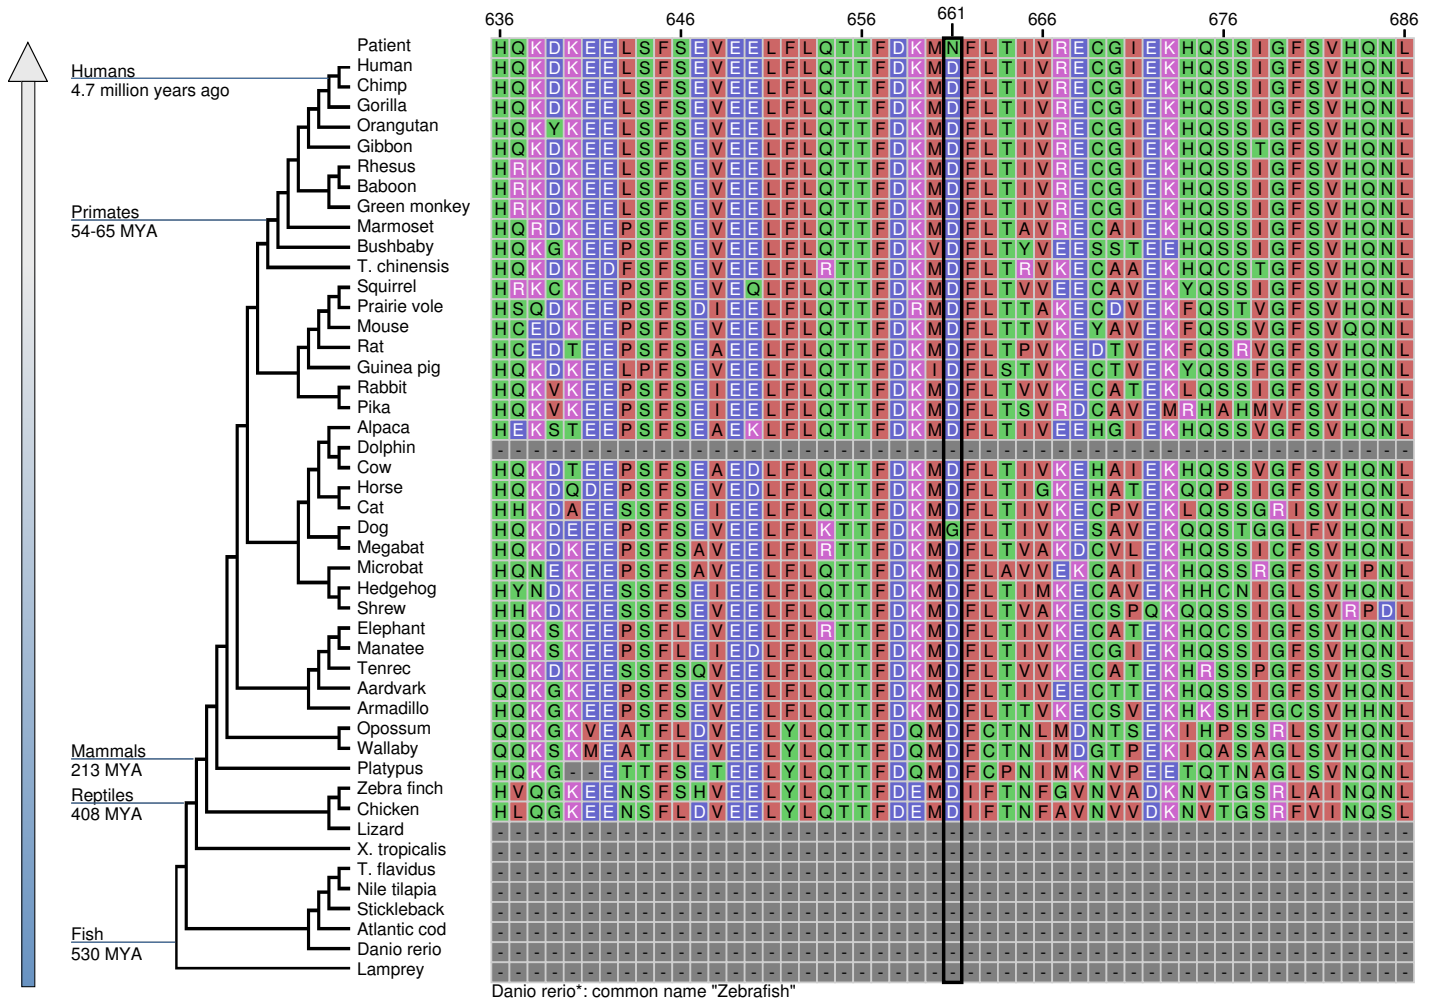 636 646 656 661 666 676 686
Humans
4.7 million years ago
Primates
54-65 MYA
Mammals
213 MYA
Reptiles
408 MYA
Fish
530 MYA
Patient H Q K D K E E L S F S E V E E L F L Q T T F D K M N F L T I V R E C G I E K H Q S S I G F S V H Q N L
Human H Q K D K E E L S F S E V E E L F L Q T T F D K M D F L T I V R E C G I E K H Q S S I G F S V H Q N L
Chimp H Q K D K E E L S F S E V E E L F L Q T T F D K M D F L T I V R E C G I E K H Q S S I G F S V H Q N L
Gorilla H Q K D K E E L S F S E V E E L F L Q T T F D K M D F L T I V R E C G I E K H Q S S I G F S V H Q N L
Orangutan H Q K Y K E E L S F S E V E E L F L Q T T F D K M D F L T I V R E C G I E K H Q S S I G F S V H Q N L
Gibbon H Q K D K E E L S F S E V E E L F L Q T T F D K M D F L T I V R E C G I E K H Q S S T G F S V H Q N L
Rhesus H R K D K E E L S F S E V E E L F L Q T T F D K M D F L T I V R E C G I E K H Q S S I G F S V H Q N L
Baboon H R K D K E E L S F S E V E E L F L Q T T F D K M D F L T I V R E C G I E K H Q S S I G F S V H Q N L
Green monkey H R K D K E E L S F S E V E E L F L Q T T F D K M D F L T I V R E C G I E K H Q S S I G F S V H Q N L
Marmoset H Q R D K E E P S F S E V E E L F L Q T T F D K M D F L T A V R E C A I E K H Q S S I G F S V H Q N L
Bushbaby H Q K G K E E P S F S E V E E L F L Q T T F D K V D F L T Y V E E S S T E E H Q S S I G F S V H Q N L
T. chinensis H Q K D K E D F S F S E V E E L F L R T T F D K M D F L T R V K E C A A E K H Q C S T G F S V H Q N L
Squirrel H R K C K E E P S F S E V E Q L F L Q T T F D K M D F L T V V E E C A V E K Y Q S S I G F S V H Q N L
Prairie vole H S Q D K E E P S F S D I E E L F L Q T T F D R M D F L T T A K E C D V E K F Q S T V G F S V H Q N L
Mouse H C E D K E E P S F S E V E E L F L Q T T F D K M D F L T T V K E Y A V E K F Q S S V G F S V Q Q N L
Rat H C E D T E E P S F S E A E E L F L Q T T F D K M D F L T P V K E D T V E K F Q S R V G F S V H Q N L
Guinea pig H Q K D K E E L P F S E V E E L F L Q T T F D K I D F L S T V K E C T V E K Y Q S S F G F S V H Q N L
Rabbit H Q K V K E E P S F S E I E E L F L Q T T F D K M D F L T V V K E C A T E K L Q S S I G F S V H Q N L
Pika H Q K V K E E P S F S E I E E L F L Q T T F D K M D F L T S V R D C A V E M R H A H M V F S V H Q N L
Alpaca H E K S T E E P S F S E A E K L F L Q T T F D K M D F L T I V E E H G I E K H Q S S V G F S V H Q N L
Dolphin - - - - - - - - - - - - - - - - - - - - - - - - - - - - - - - - - - - - - - - - - - - - - - - - - - -
Cow H Q K D T E E P S F S E A E D L F L Q T T F D K M D F L T I V K E H A I E K H Q S S V G F S V H Q N L
Horse H Q K D Q D E P S F S E V E D L F L Q T T F D K M D F L T I G K E H A T E K Q Q P S I G F S V H Q N L
Cat H H K D A E E S S F S E I E E L F L Q T T F D K M D F L T I V K E C P V E K L Q S S G R I S V H Q N L
Dog H Q K D E E E P S F S E V E E L F L K T T F D K M G F L T I V K E S A V E K Q Q S T G G L F V H Q N L
Megabat H Q K D K E E P S F S A V E E L F L R T T F D K M D F L T V A K D C V L E K H Q S S I C F S V H Q N L
Microbat H Q N E K E E P S F S A V E E L F L Q T T F D K M D F L A V V E K C A I E K H Q S S R G F S V H P N L
Hedgehog H Y N D K E E S S F S E I E E L F L Q T T F D K M D F L T I M K E C A V E K H H C N I G L S V H Q N L
Shrew H H K D K E E S S F S E V E E L F L Q T T F D K M D F L T V A K E C S P Q K Q Q S S I G L S V R P D L
Elephant H Q K S K E E P S F L E V E E L F L R T T F D K M D F L T I V K E C A T E K H Q C S I G F S V H Q N L
Manatee H Q K S K E E P S F L E I E D L F L Q T T F D K M D F L T I V K E C G I E K H Q S S I G F S V H Q N L
Tenrec H Q K D K E E S S F S Q V E E L F L Q T T F D K M D F L T V V K E C A T E K H R S S P G F S V H Q S L
Aardvark Q Q K G K E E P S F S E V E E L F L Q T T F D K M D F L T I V E E C T T E K H Q S S I G F S V H Q N L
Armadillo H Q K G K E E P S F S E V E E L F L Q T T F D K M D F L T T V K E C S V E K H K S H F G C S V H H N L
Opossum Q Q K G K V E A T F L D V E E L Y L Q T T F D Q M D F C T N L M D N T S E K I H P S S R L S V H Q N L
Wallaby Q Q K S K M E A T F L E V E E L Y L Q T T F D Q M D F C T N I M D G T P E K I Q A S A G L S V H Q N L
Platypus H Q K G - - E T T F S E T E E L Y L Q T T F D Q M D F C P N I M K N V P E E T Q T N A G L S V N Q N L
Zebra finch H V Q G K E E N S F S H V E E L Y L Q T T F D E M D I F T N F G V N V A D K N V T G S R L A I N Q N L
Chicken H L Q G K E E N S F L D V E E L Y L Q T T F D E M D I F T N F A V N V V D K N V T G S R F V I N Q S L
Lizard - - - - - - - - - - - - - - - - - - - - - - - - - - - - - - - - - - - - - - - - - - - - - - - - - - -
X. tropicalis - - - - - - - - - - - - - - - - - - - - - - - - - - - - - - - - - - - - - - - - - - - - - - - - - - -
T. flavidus - - - - - - - - - - - - - - - - - - - - - - - - - - - - - - - - - - - - - - - - - - - - - - - - - - -
Nile tilapia - - - - - - - - - - - - - - - - - - - - - - - - - - - - - - - - - - - - - - - - - - - - - - - - - - -
Stickleback - - - - - - - - - - - - - - - - - - - - - - - - - - - - - - - - - - - - - - - - - - - - - - - - - - -
Atlantic cod - - - - - - - - - - - - - - - - - - - - - - - - - - - - - - - - - - - - - - - - - - - - - - - - - - -
Danio rerio - - - - - - - - - - - - - - - - - - - - - - - - - - - - - - - - - - - - - - - - - - - - - - - - - - -
Lamprey - - - - - - - - - - - - - - - - - - - - - - - - - - - - - - - - - - - - - - - - - - - - - - - - - - -
Danio rerio*: common name "Zebrafish"